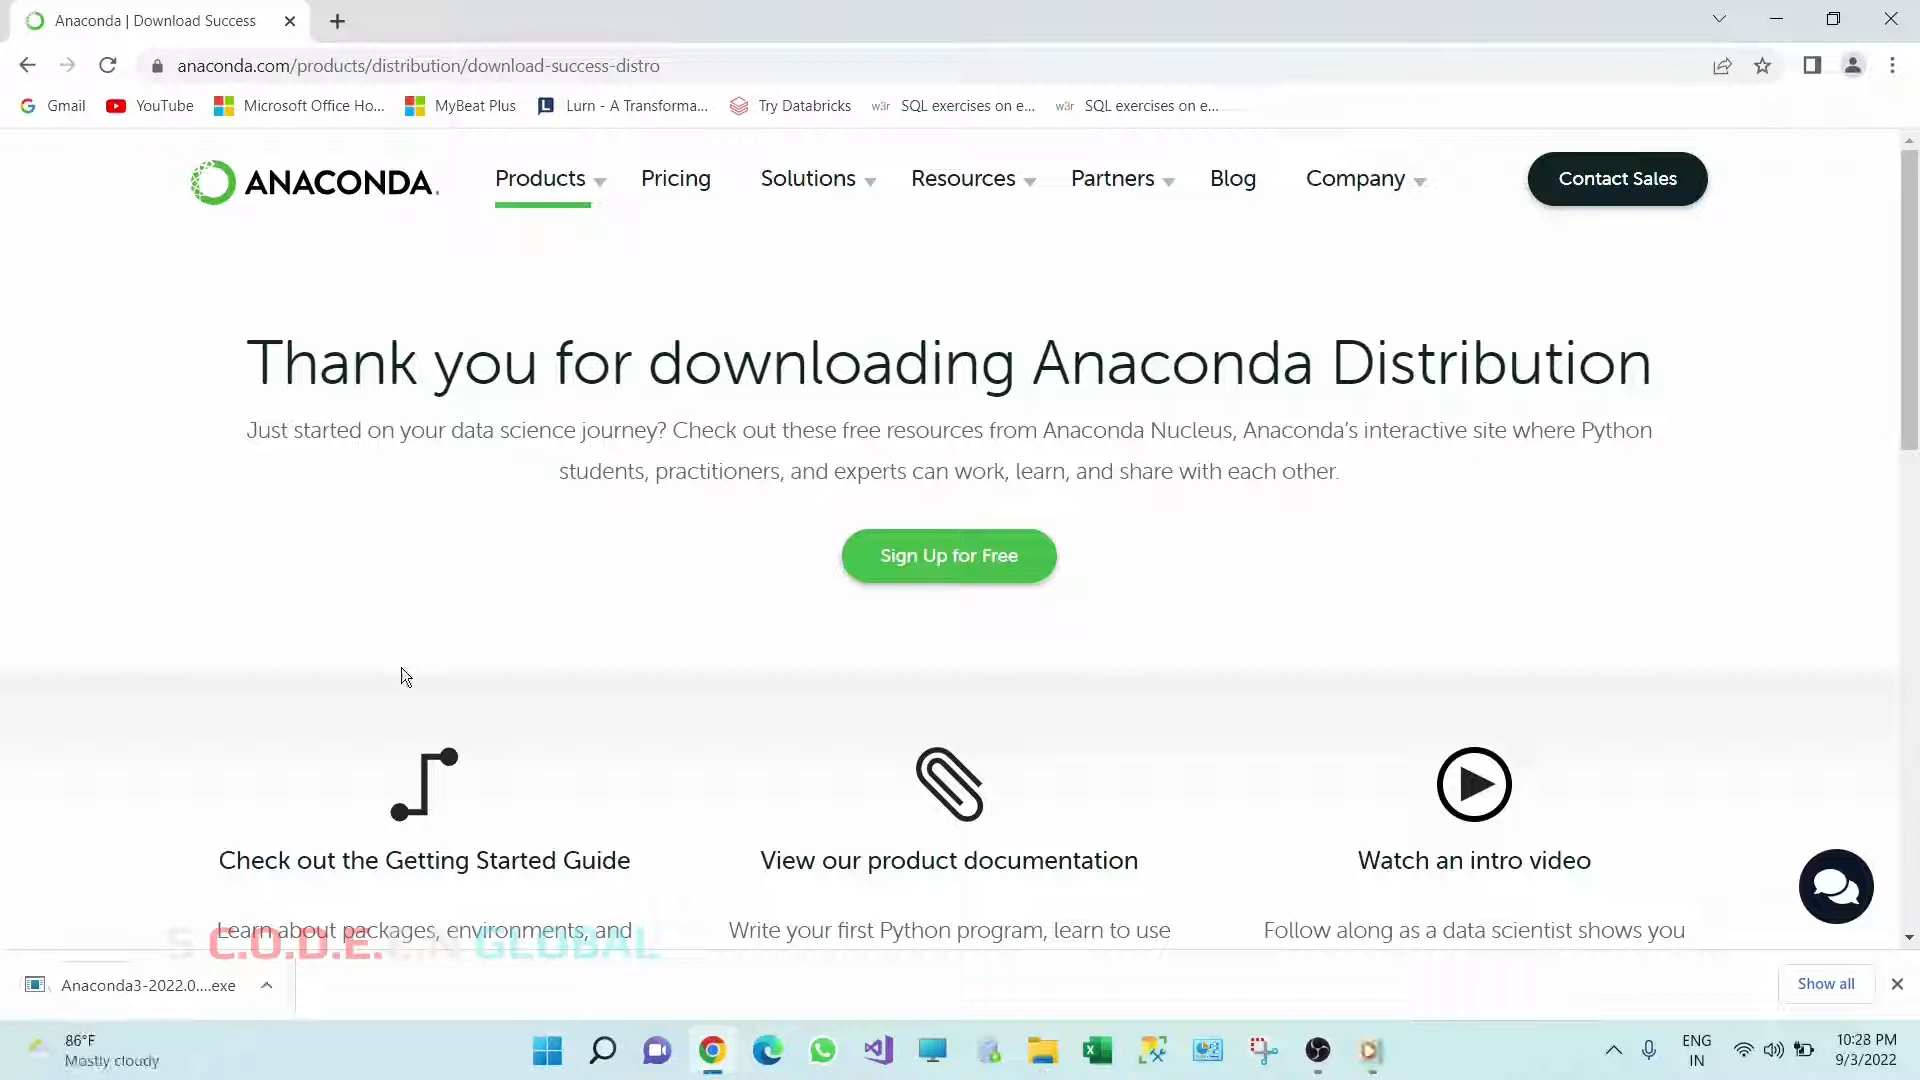 Anaconda | Download Success
anaconda.com/products/distribution/download-success-distro
Gmail YouTube Microsoft Office Ho... MyBeat Plus Lurn - A Transforma... Try Databricks w3r SQL exercises on e... w3r SQL exercises on e...
ANACONDA. Products Pricing Solutions Resources Partners Blog Company Contact Sales
Thank you for downloading Anaconda Distribution
Just started on your data science journey? Check out these free resources from Anaconda Nucleus, Anaconda’s interactive site where Python
students, practitioners, and experts can work, learn, and share with each other.
Sign Up for Free
Check out the Getting Started Guide
View our product documentation
Watch an intro video
Learn about packages, environments, and
Write your first Python program, learn to use
Follow along as a data scientist shows you
S C.O.D.E.E.N GLOBAL
Anaconda3-2022.0....exe
Show all
86°F
Mostly cloudy
ENG
IN
10:28 PM
9/3/2022